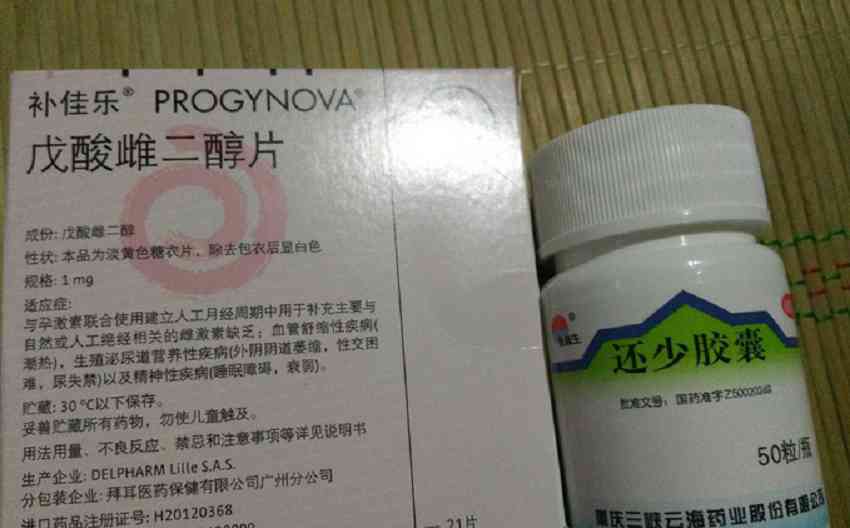 补佳乐® PROGYNOVA®
戊酸雌二醇片
成份: 戊酸雌二醇
性状: 本品为淡黄色糖衣片，除去包衣后显白色
规格: 1 mg
适应症:
与孕激素联合使用建立人工月经周期中用于补充主要与
自然或人工绝经相关的雌激素缺乏；血管舒缩性疾病(
潮热)，生殖泌尿道营养性疾病(外阴阴道萎缩，性交困
难，尿失禁)以及精神性疾病(睡眠障碍，衰弱)。
贮藏: 30 °C以下保存。
妥善贮藏所有药物，勿使儿童触及。
用法用量、不良反应、禁忌和注意事项等详见说明书
生产企业: DELPHARM Lille S.A.S.
分包装企业: 拜耳医药保健有限公司广州分公司
进口药品注册证号: H20120368
21片
还少胶囊
批准文号: 国药准字
50粒/瓶
重庆三峡云海药业股份有限公司